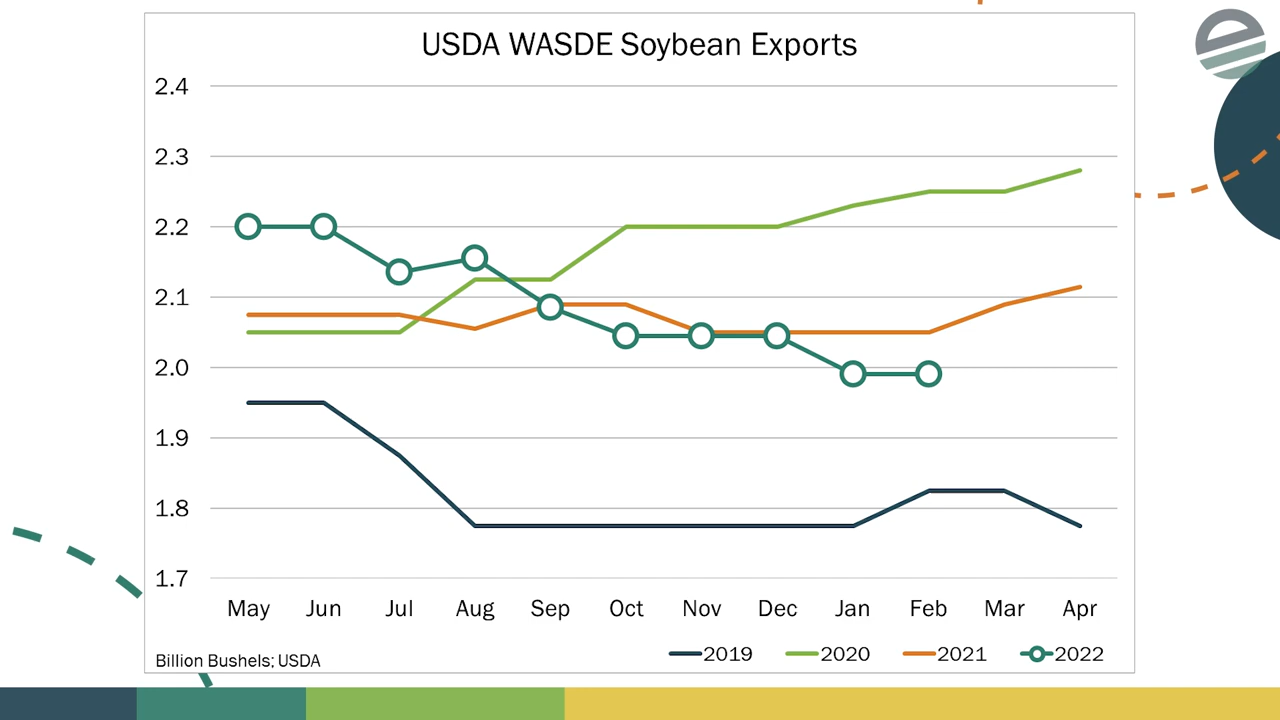 USDA WASDE Soybean Exports
2.4
2.3
2.2
2.1
2.0
1.9
1.8
1.7
May Jun Jul Aug Sep Oct Nov Dec Jan Feb Mar Apr
2019 2020 2021 2022
Billion Bushels; USDA